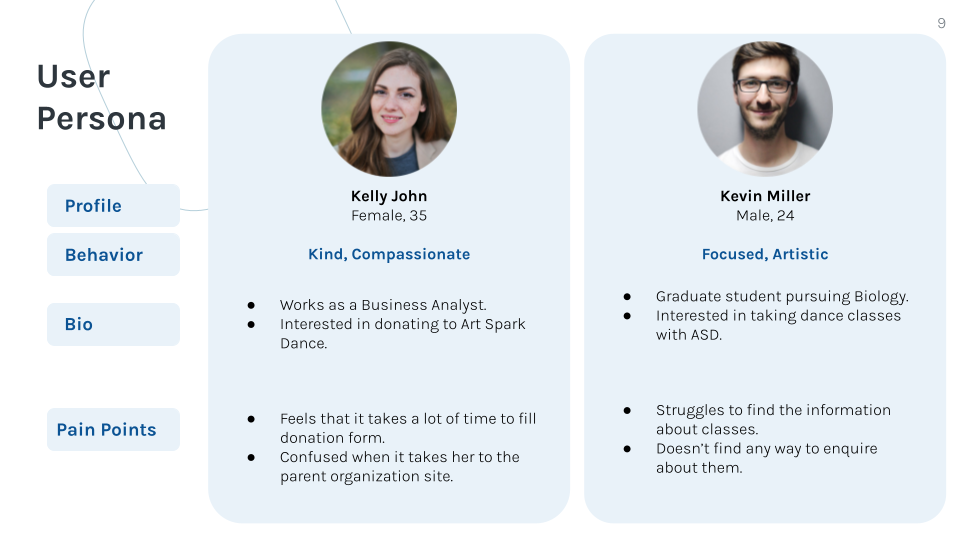 9
User
Persona
Profile
Behavior
Bio
Pain Points
Kelly John
Female, 35
Kind, Compassionate
● Works as a Business Analyst.
● Interested in donating to Art Spark
Dance.
● Feels that it takes a lot of time to fill
donation form.
● Confused when it takes her to the
parent organization site.
Kevin Miller
Male, 24
Focused, Artistic
● Graduate student pursuing Biology.
● Interested in taking dance classes
with ASD.
● Struggles to find the information
about classes.
● Doesn’t find any way to enquire
about them.